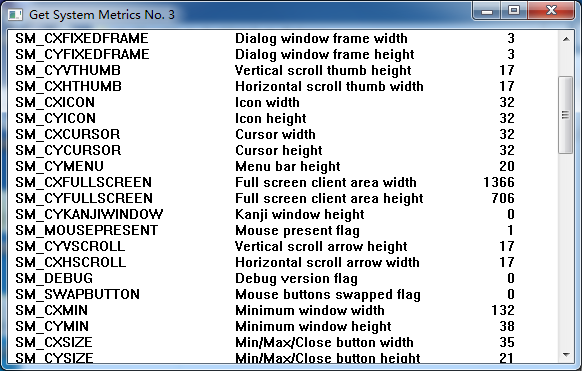 Get System Metrics No. 3
SM_CXFIXEDFRAME Dialog window frame width 3
SM_CYFIXEDFRAME Dialog window frame height 3
SM_CYVTHUMB Vertical scroll thumb height 17
SM_CXHTHUMB Horizontal scroll thumb width 17
SM_CXICON Icon width 32
SM_CYICON Icon height 32
SM_CXCURSOR Cursor width 32
SM_CYCURSOR Cursor height 32
SM_CYMENU Menu bar height 20
SM_CXFULLSCREEN Full screen client area width 1366
SM_CYFULLSCREEN Full screen client area height 706
SM_CYKANJIWINDOW Kanji window height 0
SM_MOUSEPRESENT Mouse present flag 1
SM_CYVSCROLL Vertical scroll arrow height 17
SM_CXHSCROLL Horizontal scroll arrow width 17
SM_DEBUG Debug version flag 0
SM_SWAPBUTTON Mouse buttons swapped flag 0
SM_CXMIN Minimum window width 132
SM_CYMIN Minimum window height 38
SM_CXSIZE Min/Max/Close button width 35
SM_CYSIZE Min/Max/Close button height 21